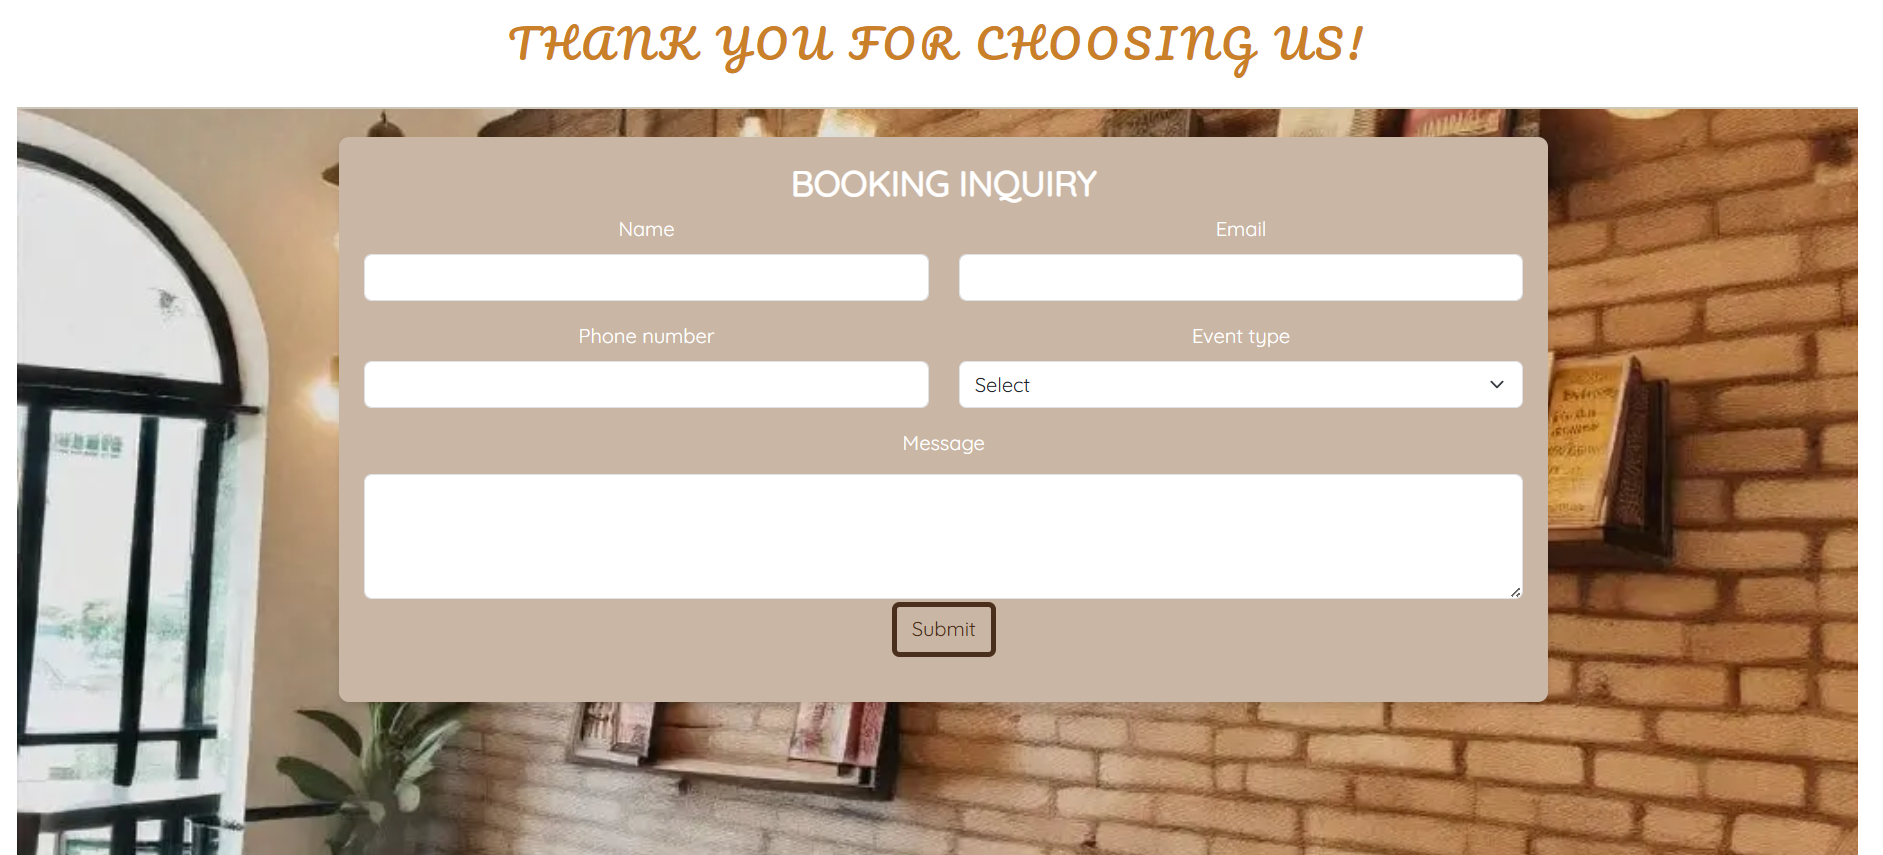 THANK YOU FOR CHOOSING US!
BOOKING INQUIRY
Name Email
Phone number Event type
Select
Message
Submit